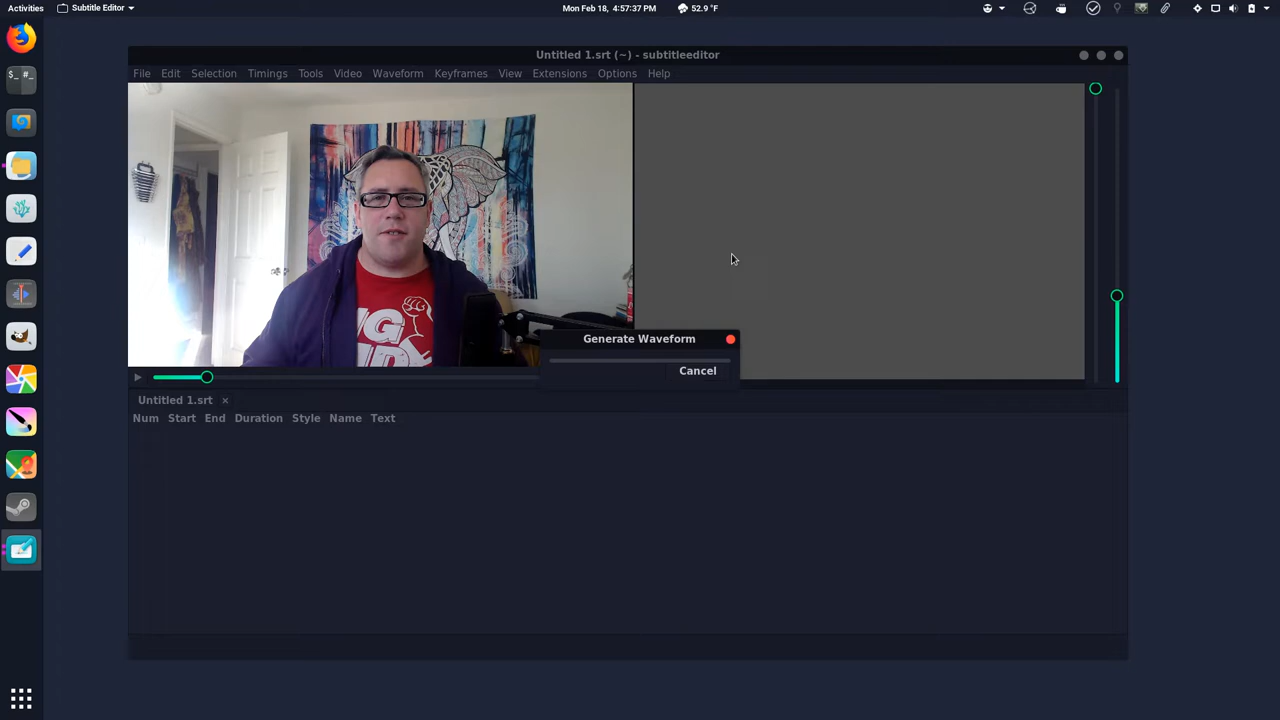 Activities Subtitle Editor Mon Feb 18, 4:57:37 PM 52.9 °F
Untitled 1.srt (~) - subtitleeditor
File Edit Selection Timings Tools Video Waveform Keyframes View Extensions Options Help
Generate Waveform
Cancel
Untitled 1.srt ×
Num Start End Duration Style Name Text
$_ #_